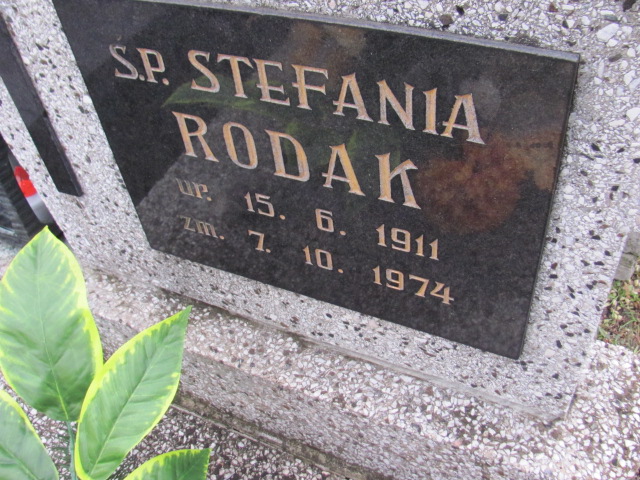 Ś.P. STEFANIA
RODAK
UR. 15. 6. 1911
ZM. 7. 10. 1974